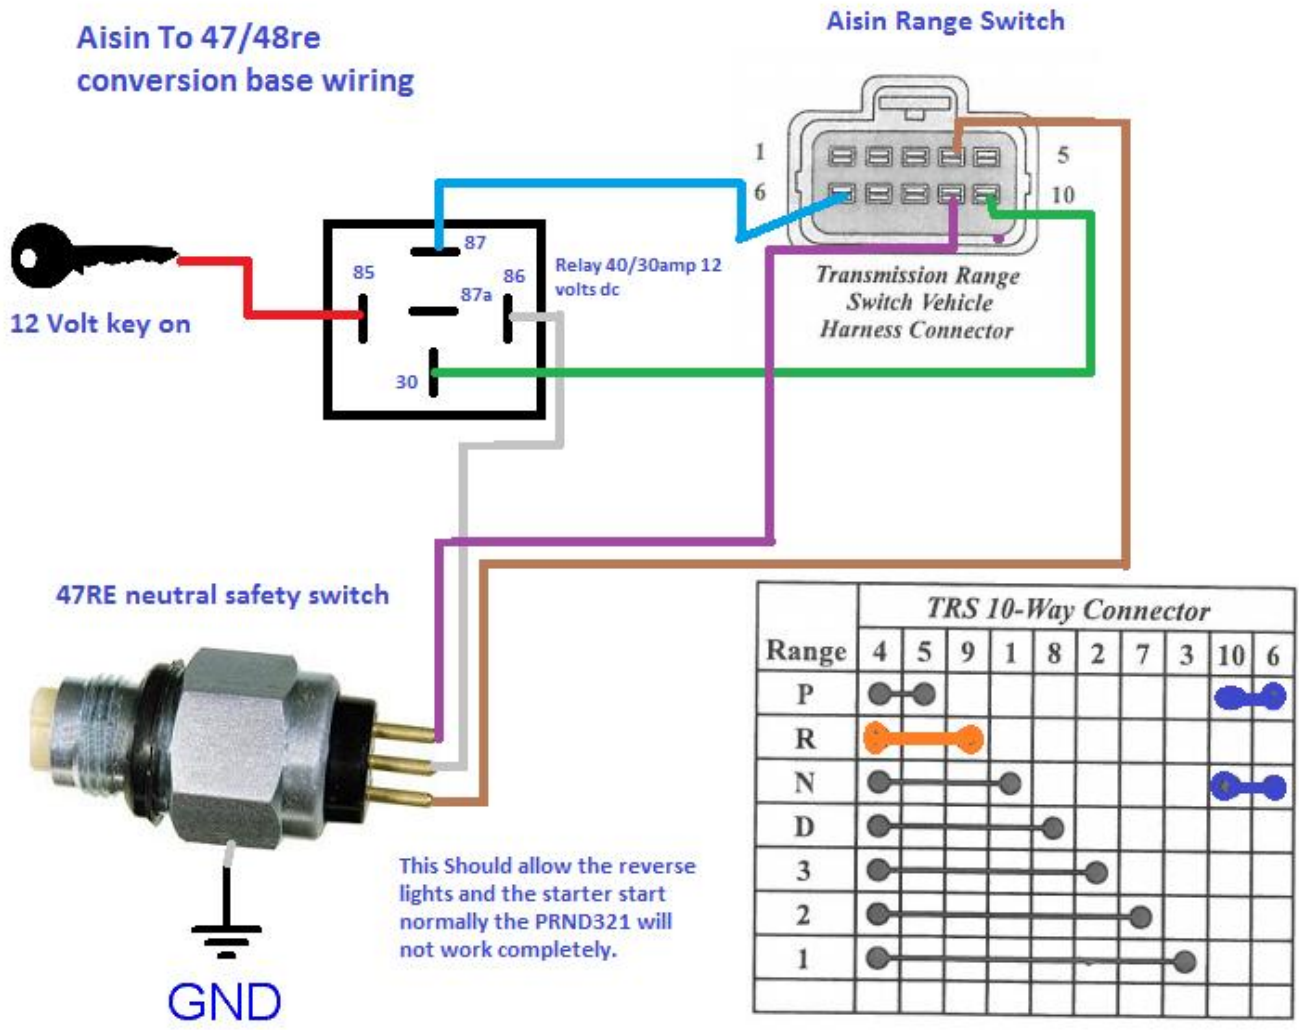 Aisin To 47/48re
conversion base wiring
Aisin Range Switch
1
5
6
10
Transmission Range
Switch Vehicle
Harness Connector
12 Volt key on
87
85
86
87a
30
Relay 40/30amp 12
volts dc
47RE neutral safety switch
GND
This Should allow the reverse
lights and the starter start
normally the PRND321 will
not work completely.
TRS 10-Way Connector
Range 4 5 9 1 8 2 7 3 10 6
P
R
N
D
3
2
1